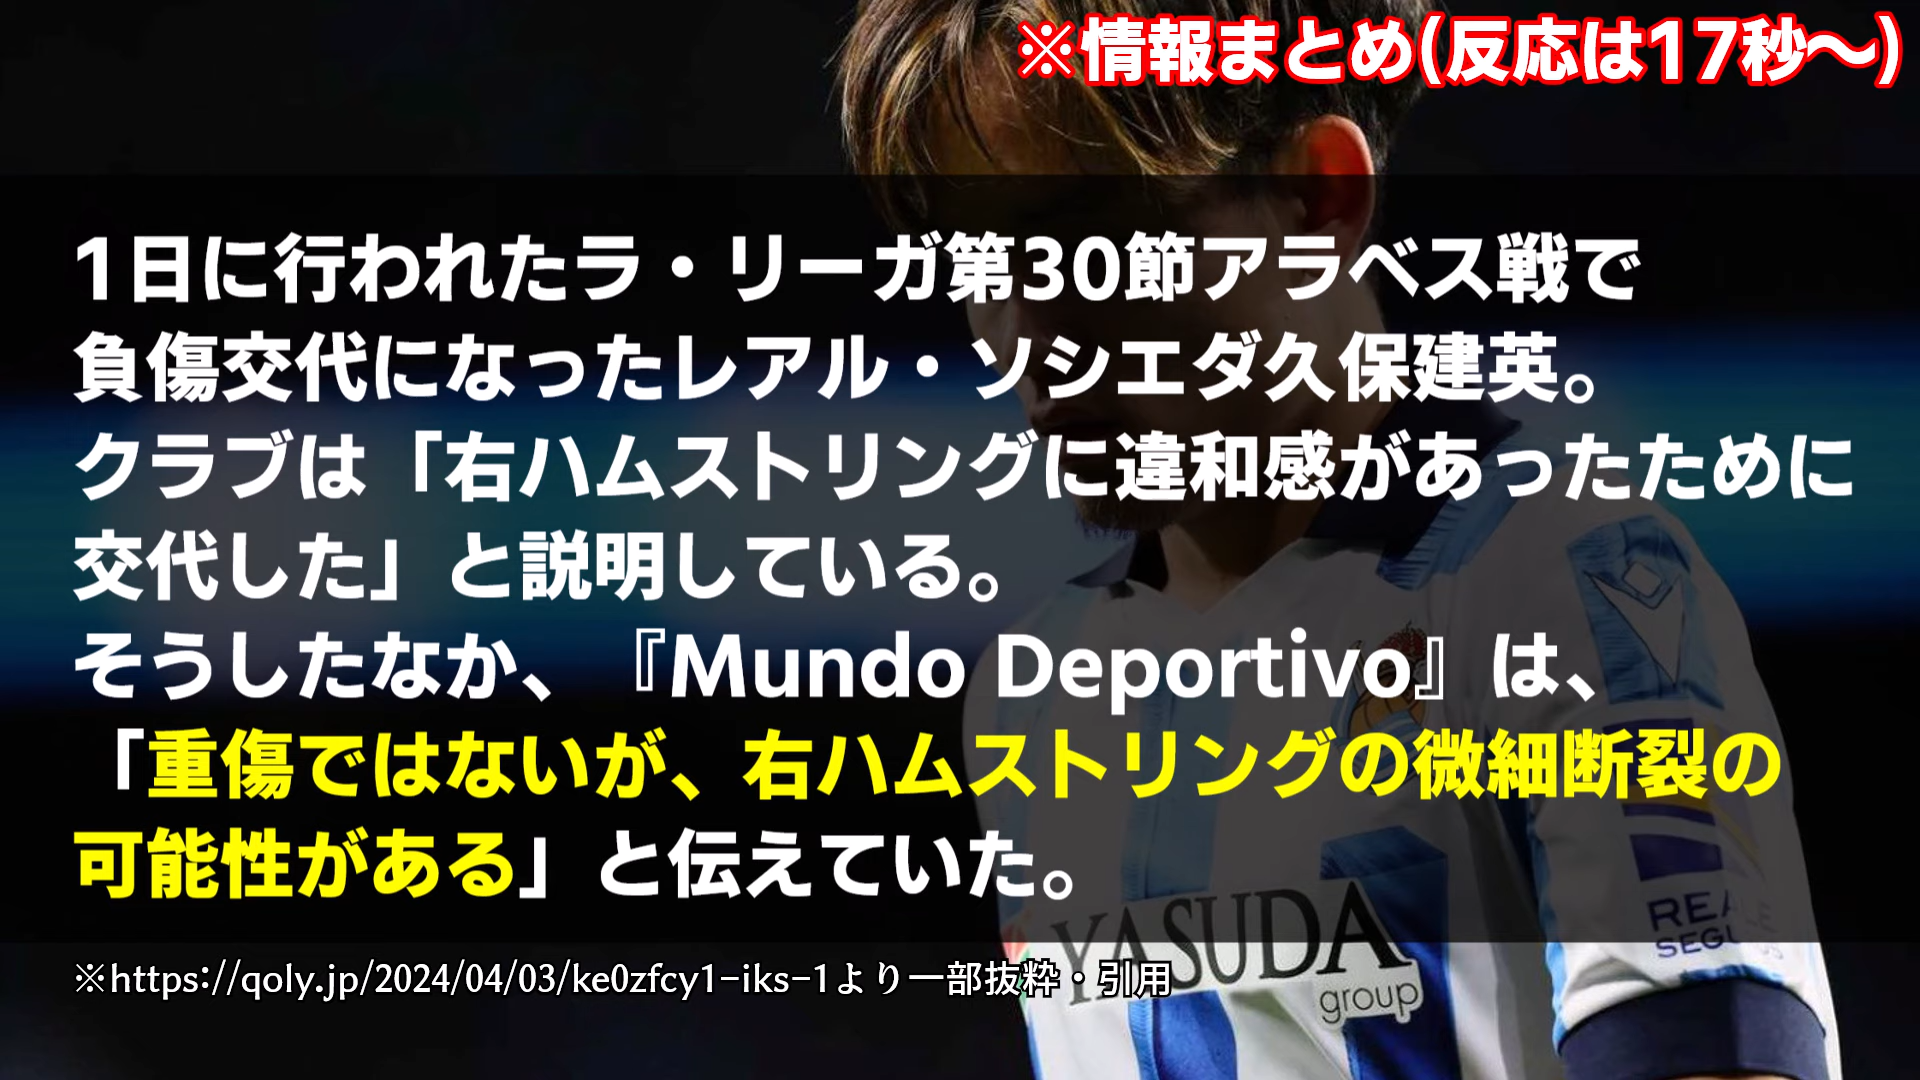 ※情報まとめ(反応は17秒～)
1日に行われたラ・リーガ第30節アラベス戦で
負傷交代になったレアル・ソシエダ久保建英。
クラブは「右ハムストリングに違和感があったために
交代した」と説明している。
そうしたなか、『Mundo Deportivo』は、
「重傷ではないが、右ハムストリングの微細断裂の
可能性がある」と伝えていた。
※https://qoly.jp/2024/04/03/ke0zfcy1-iks-1より一部抜粋・引用
YASUDA
group